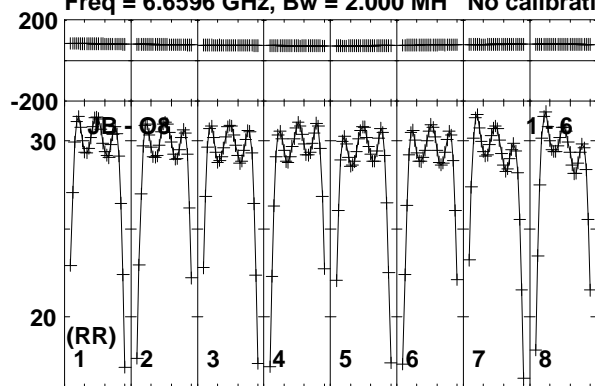 Freq = 6.6596 GHz, Bw = 2.000 MH No calibrati
200
-200
JB - O8 1 - 6
30
20
(RR)
1 2 3 4 5 6 7 8